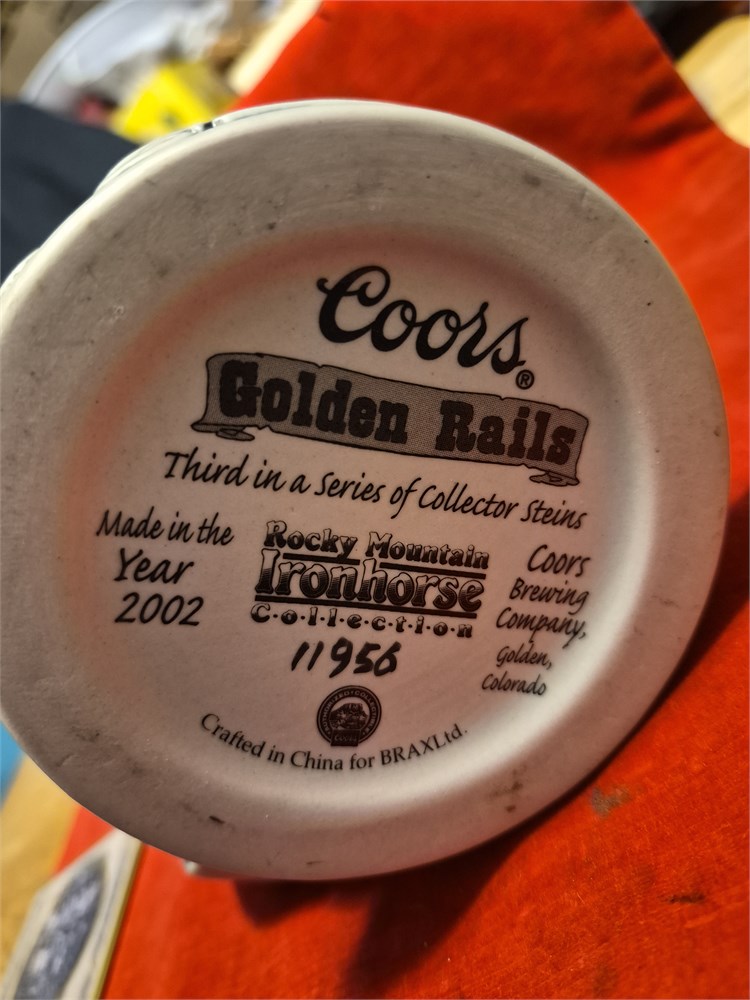 Coors®
Golden Rails
Third in a Series of Collector Steins
Made in the
Year
2002
Rocky Mountain
Ironhorse
C·o·l·l·e·c·t·i·o·n
11956
Coors
Brewing
Company,
Golden,
Colorado
Crafted in China for BRAXLtd.